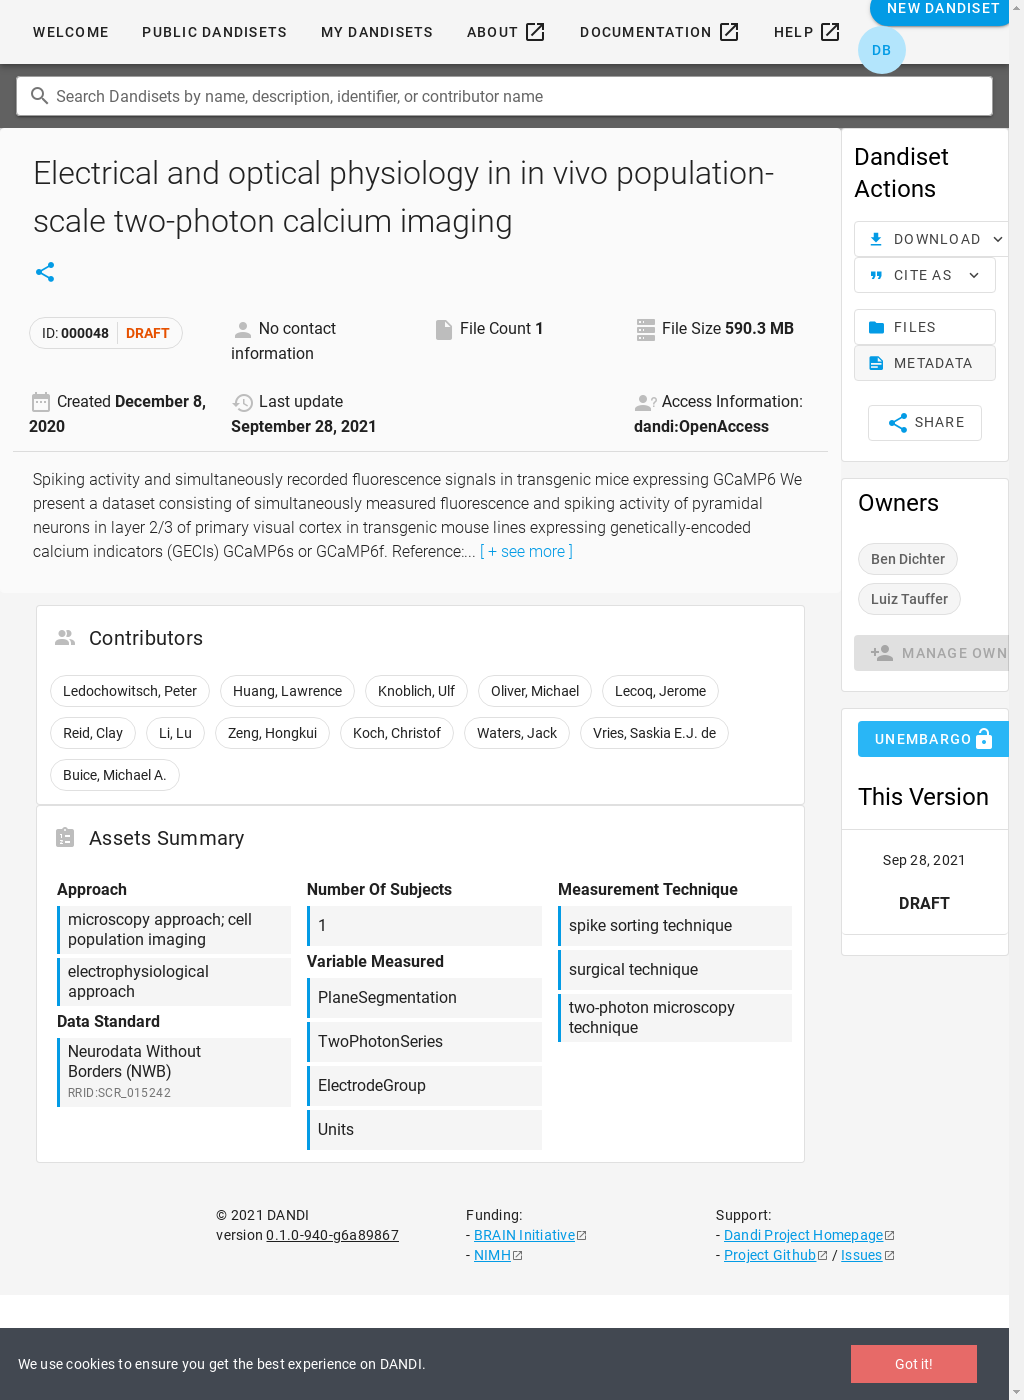 WELCOME PUBLIC DANDISETS MY DANDISETS ABOUT DOCUMENTATION HELP NEW DANDISET
DB
Search Dandisets by name, description, identifier, or contributor name
Electrical and optical physiology in in vivo population-
scale two-photon calcium imaging
ID: 000048 DRAFT
No contact
information
File Count 1
File Size 590.3 MB
Created December 8,
2020
Last update
September 28, 2021
Access Information:
dandi:OpenAccess
Spiking activity and simultaneously recorded fluorescence signals in transgenic mice expressing GCaMP6 We
present a dataset consisting of simultaneously measured fluorescence and spiking activity of pyramidal
neurons in layer 2/3 of primary visual cortex in transgenic mouse lines expressing genetically-encoded
calcium indicators (GECIs) GCaMP6s or GCaMP6f. Reference:... [ + see more ]
Contributors
Ledochowitsch, Peter Huang, Lawrence Knoblich, Ulf Oliver, Michael Lecoq, Jerome
Reid, Clay Li, Lu Zeng, Hongkui Koch, Christof Waters, Jack Vries, Saskia E.J. de
Buice, Michael A.
Assets Summary
Approach
microscopy approach; cell
population imaging
electrophysiological
approach
Data Standard
Neurodata Without
Borders (NWB)
RRID:SCR_015242
Number Of Subjects
1
Variable Measured
PlaneSegmentation
TwoPhotonSeries
ElectrodeGroup
Units
Measurement Technique
spike sorting technique
surgical technique
two-photon microscopy
technique
Dandiset
Actions
DOWNLOAD
CITE AS
FILES
METADATA
SHARE
Owners
Ben Dichter
Luiz Tauffer
MANAGE OWN
UNEMBARGO
This Version
Sep 28, 2021
DRAFT
© 2021 DANDI
version 0.1.0-940-g6a89867
Funding:
- BRAIN Initiative
- NIMH
Support:
- Dandi Project Homepage
- Project Github / Issues
We use cookies to ensure you get the best experience on DANDI.
Got it!